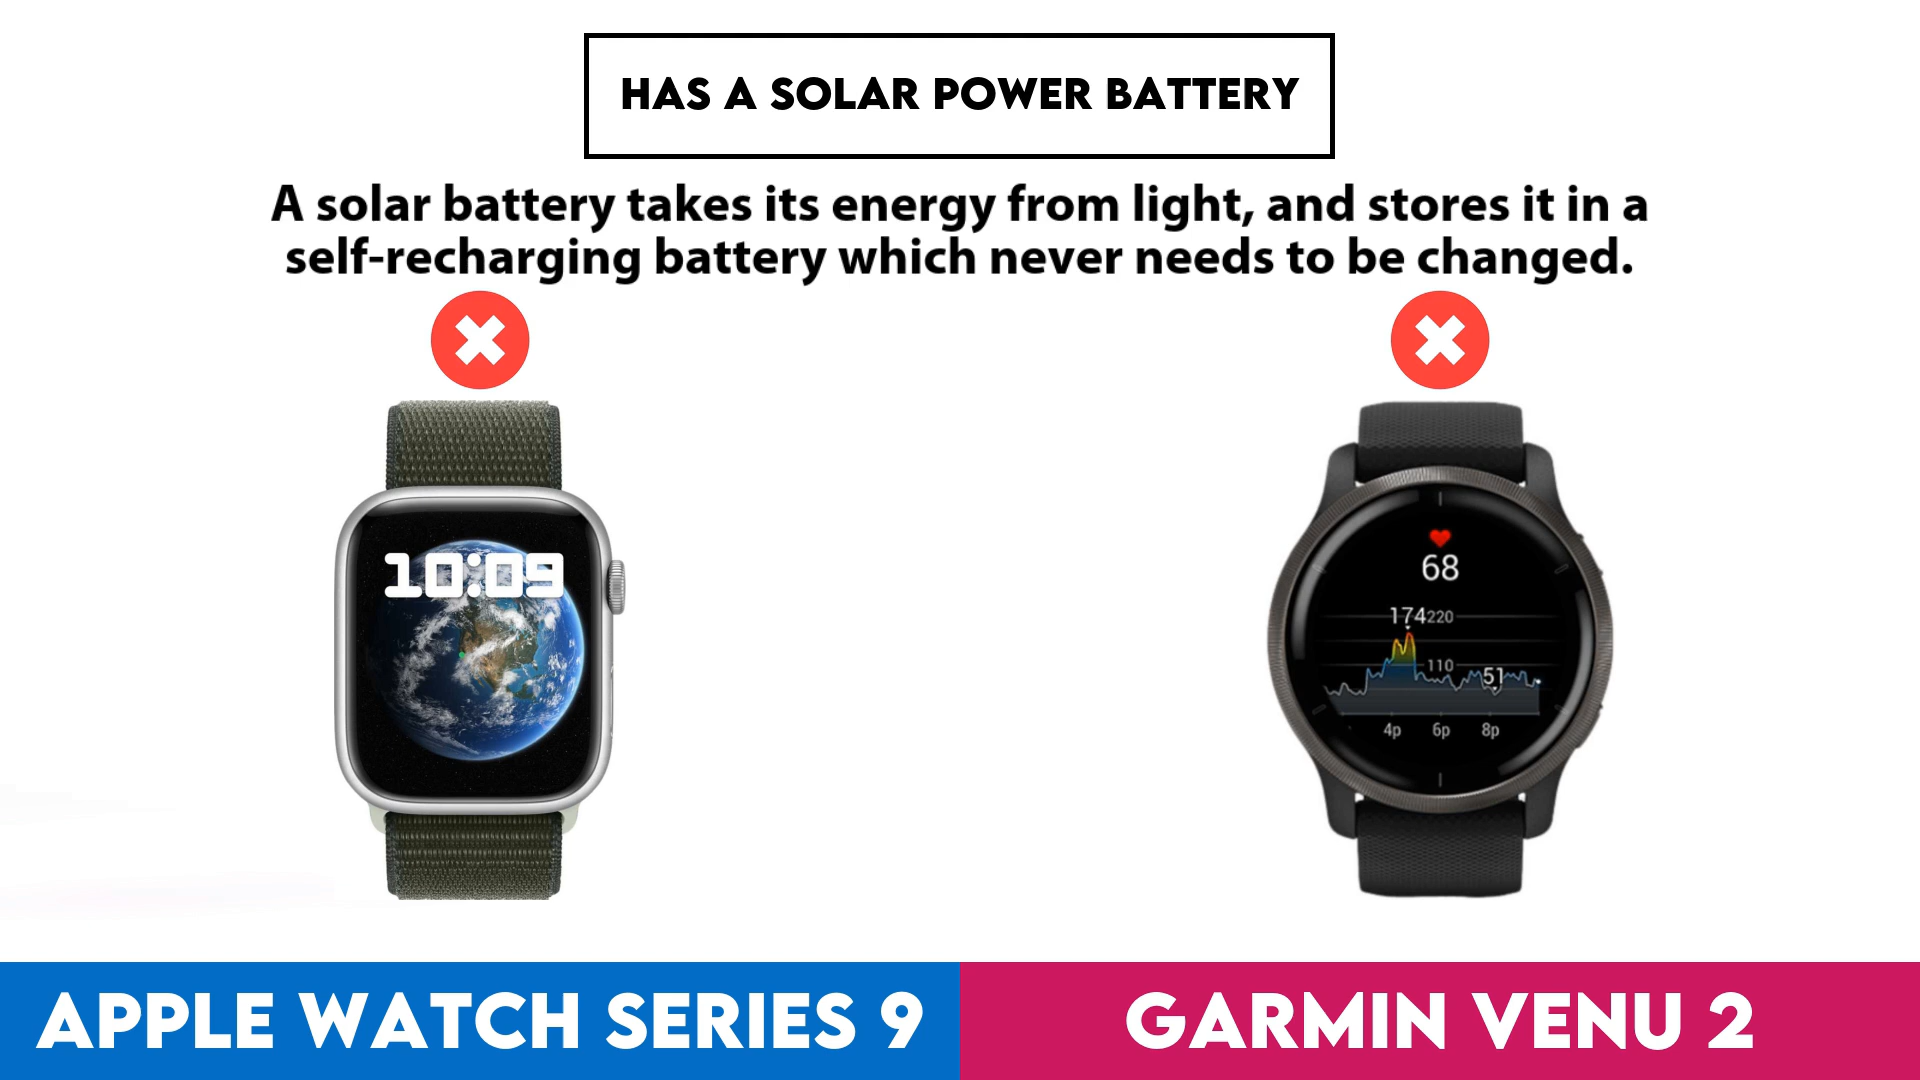 HAS A SOLAR POWER BATTERY
A solar battery takes its energy from light, and stores it in a
self-recharging battery which never needs to be changed.
10:09
68
174 220
110
51
4p 6p 8p
APPLE WATCH SERIES 9
GARMIN VENU 2